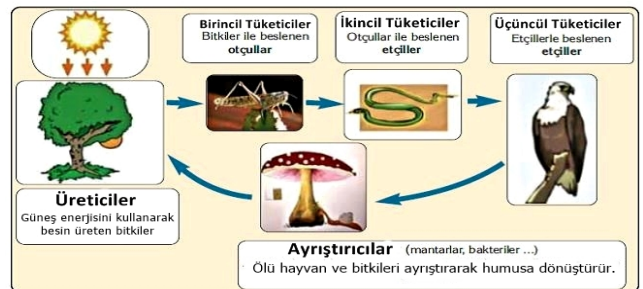 Birincil Tüketiciler
Bitkiler ile beslenen
otçullar
İkincil Tüketiciler
Otçullar ile beslenen
etçiller
Üçüncül Tüketiciler
Etçillerle beslenen
etçiller
Üreticiler
Güneş enerjisini kullanarak
besin üreten bitkiler
Ayrıştırıcılar (mantarlar, bakteriler ...)
Ölü hayvan ve bitkileri ayrıştırarak humusa dönüştürür.